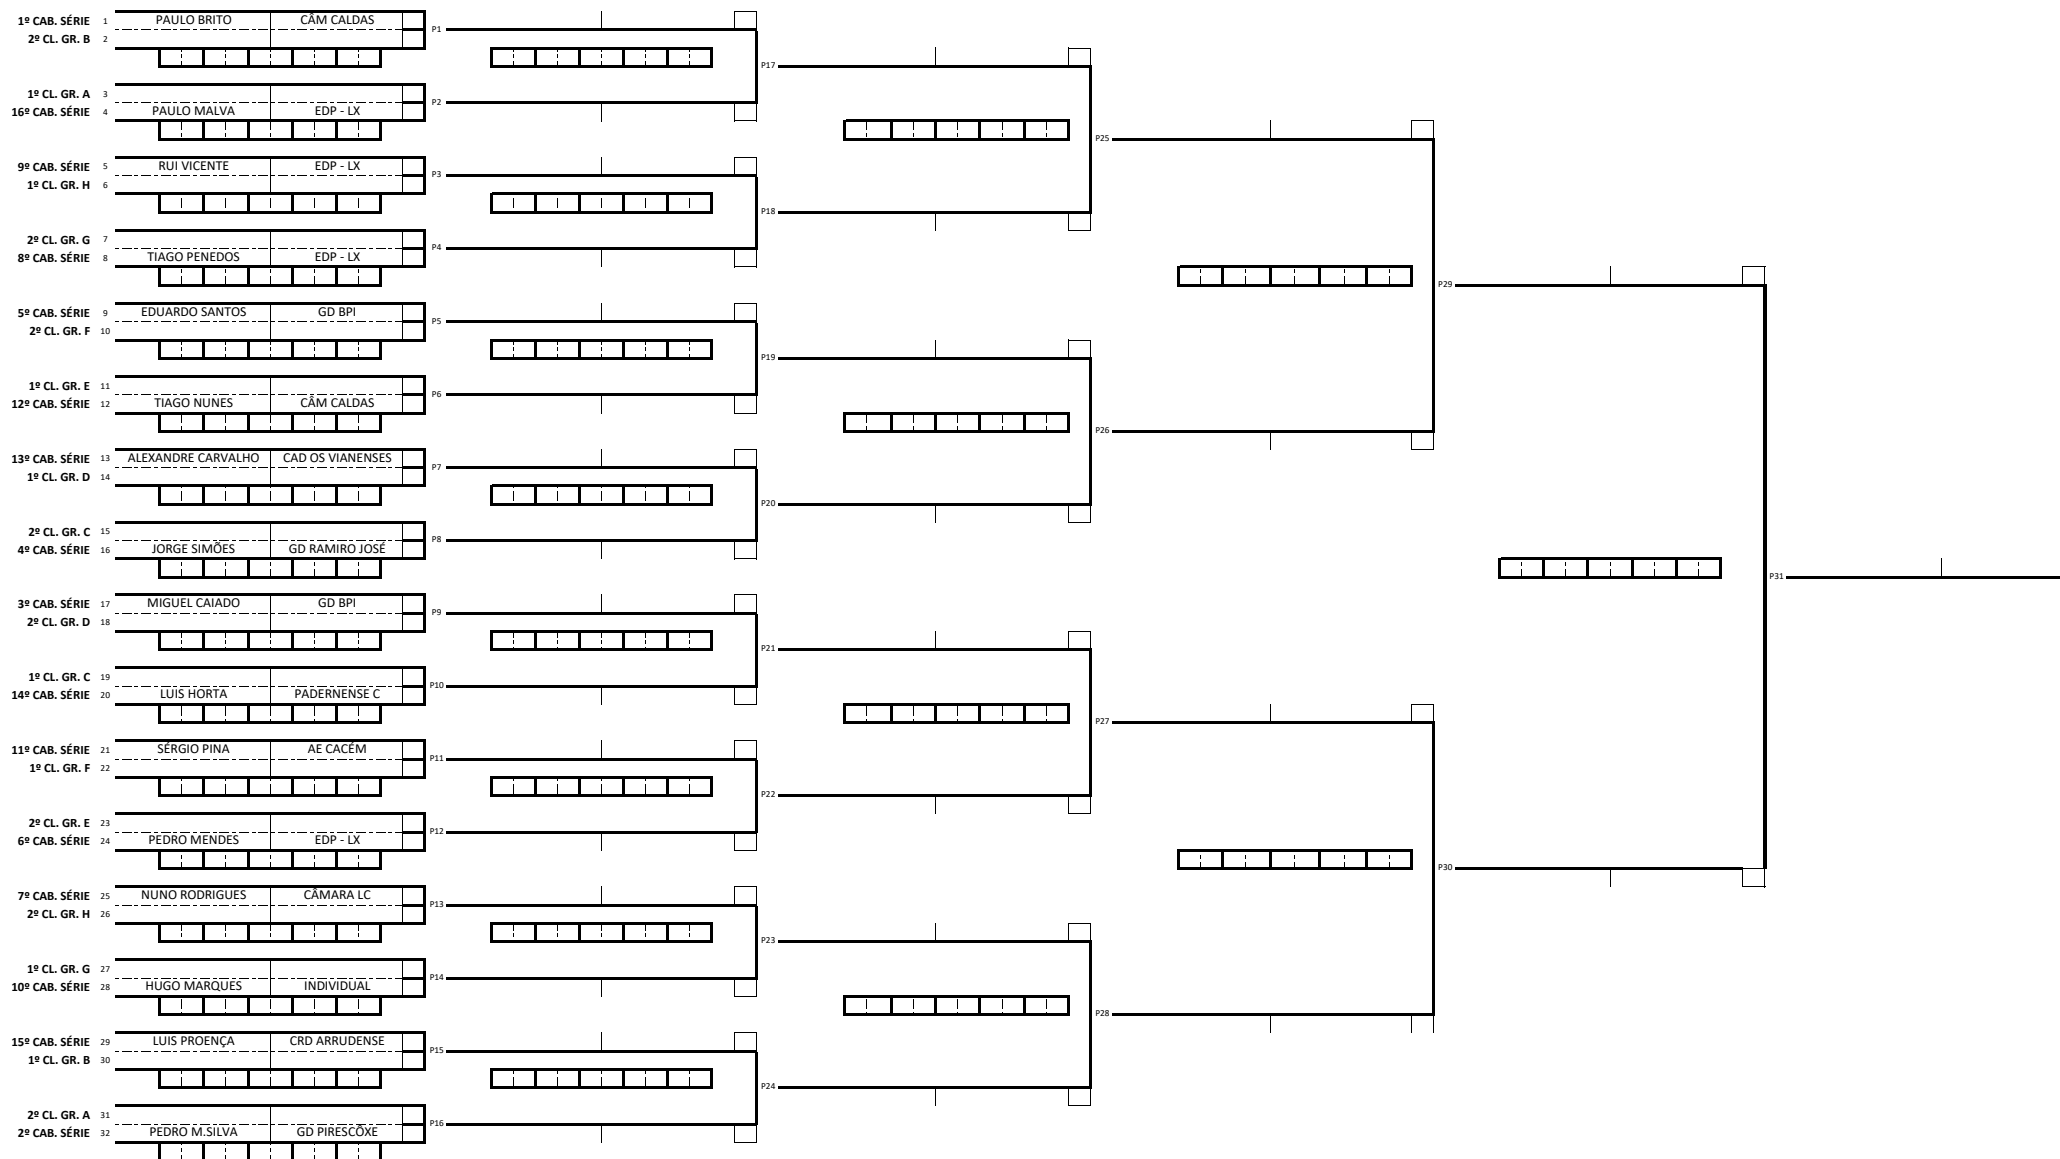 1º CAB. SÉRIE 1 PAULO BRITO CÂM CALDAS
P1
2º CL. GR. B 2
P17
1º CL. GR. A 3
P2
16º CAB. SÉRIE 4 PAULO MALVA EDP - LX
P25
9º CAB. SÉRIE 5 RUI VICENTE EDP - LX
P3
1º CL. GR. H 6
P18
2º CL. GR. G 7
P4
8º CAB. SÉRIE 8 TIAGO PENEDOS EDP - LX
P29
5º CAB. SÉRIE 9 EDUARDO SANTOS GD BPI
P5
2º CL. GR. F 10
P19
1º CL. GR. E 11
P6
12º CAB. SÉRIE 12 TIAGO NUNES CÂM CALDAS
P26
13º CAB. SÉRIE 13 ALEXANDRE CARVALHO CAD OS VIANENSES
P7
1º CL. GR. D 14
P20
2º CL. GR. C 15
P8
4º CAB. SÉRIE 16 JORGE SIMÕES GD RAMIRO JOSÉ
P31
3º CAB. SÉRIE 17 MIGUEL CAIADO GD BPI
P9
2º CL. GR. D 18
P21
1º CL. GR. C 19
P10
14º CAB. SÉRIE 20 LUIS HORTA PADERNENSE C
P27
11º CAB. SÉRIE 21 SÉRGIO PINA AE CACÉM
P11
1º CL. GR. F 22
P22
2º CL. GR. E 23
P12
6º CAB. SÉRIE 24 PEDRO MENDES EDP - LX
P30
7º CAB. SÉRIE 25 NUNO RODRIGUES CÂMARA LC
P13
2º CL. GR. H 26
P23
1º CL. GR. G 27
P14
10º CAB. SÉRIE 28 HUGO MARQUES INDIVIDUAL
P28
15º CAB. SÉRIE 29 LUIS PROENÇA CRD ARRUDENSE
P15
1º CL. GR. B 30
P24
2º CL. GR. A 31
P16
2º CAB. SÉRIE 32 PEDRO M.SILVA GD PIRESCÔXE